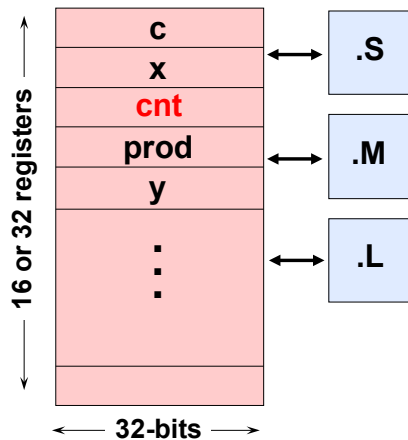 16 or 32 registers
c
x
cnt
prod
y
.
.
.
32-bits
.S
.M
.L